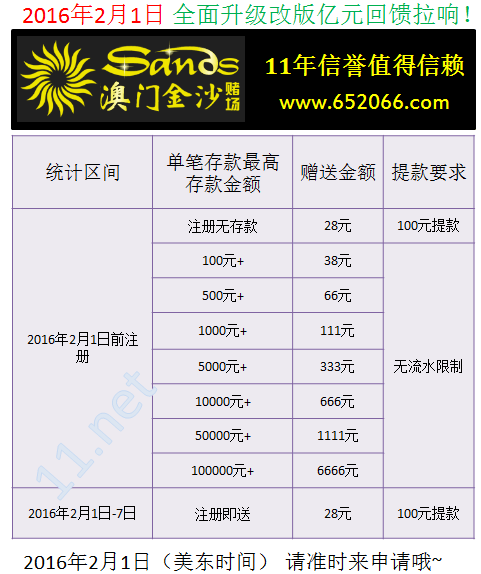 2016年2月1日 全面升级改版亿元回馈拉响！
Sands
澳门金沙赌场
11年信誉值得信赖
www.652066.com
统计区间
单笔存款最高
存款金额
赠送金额
提款要求
2016年2月1日前注
册
注册无存款
28元
100元提款
100元+
38元
500元+
66元
1000元+
111元
5000元+
333元
10000元+
666元
50000元+
1111元
100000元+
6666元
无流水限制
2016年2月1日-7日
注册即送
28元
100元提款
11.net
2016年2月1日（美东时间） 请准时来申请哦~